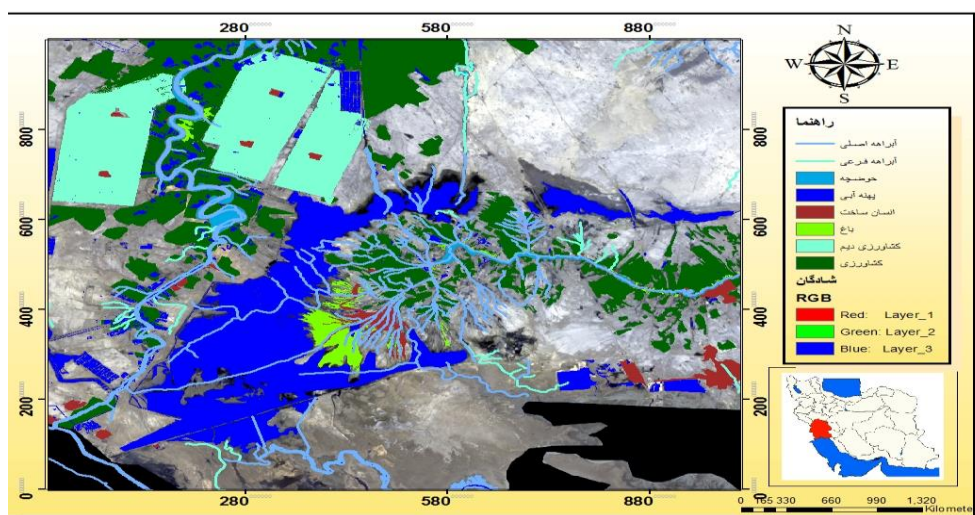 280 580 880
N
W E
S
800 800
600 600
400 400
200 200
0 0
280 580 880
راهنما
آبراهه اصلی
آبراهه فرعی
حوضچه
پهنه آبی
انسان ساخت
باغ
کشاورزی دیم
کشاورزی
شادگان
RGB
Red: Layer_1
Green: Layer_2
Blue: Layer_3
0 165 330 660 990 1,320
Kilomete